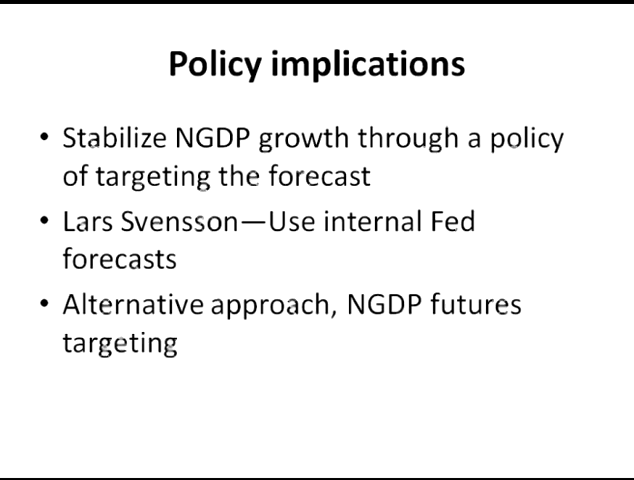 Policy implications
• Stabilize NGDP growth through a policy
of targeting the forecast
• Lars Svensson—Use internal Fed
forecasts
• Alternative approach, NGDP futures
targeting